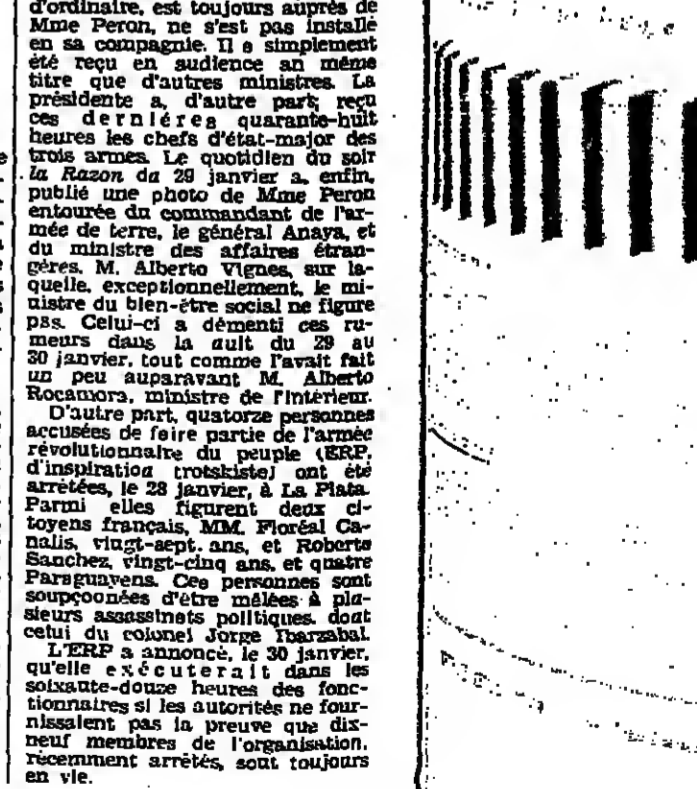 d'ordinaire, est toujours auprès de
Mme Peron, ne s'est pas installé
en sa compagnie. Il a simplement
été reçu en audience an même
titre que d'autres ministres. La
présidente a, d'autre part, reçu
ces dernières quarante-huit
heures les chefs d'état-major des
trois armes. Le quotidien du soir
la Razon da 29 janvier a, enfin,
publié une photo de Mme Peron
entourée du commandant de l'ar-
mée de terre, le général Anaya, et
du ministre des affaires étran-
gères, M. Alberto Vignes, sur la-
quelle, exceptionnellement, le mi-
nistre du bien-être social ne figure
pas. Celui-ci a démenti ces ru-
meurs dans la nuit du 29 au
30 janvier, tout comme l'avait fait
un peu auparavant M. Alberto
Rocamora, ministre de l'intérieur.
D'autre part, quatorze personnes
accusées de faire partie de l'armée
révolutionnaire du peuple (ERP,
d'inspiration trotskiste) ont été
arrêtées, le 28 janvier, à La Plata.
Parmi elles figurent deux ci-
toyens français, MM. Floréal Ca-
nalis, vingt-sept. ans, et Roberto
Sanchez, vingt-cinq ans, et quatre
Paraguayens. Ces personnes sont
soupçonnées d'être mêlées à plu-
sieurs assassinats politiques, dont
celui du colonel Jorge Ibarzabal.
L'ERP a annoncé, le 30 janvier,
qu'elle exécuterait dans les
soixante-douze heures des fonc-
tionnaires si les autorités ne four-
nissaient pas la preuve que dix-
neuf membres de l'organisation,
récemment arrêtés, sont toujours
en vie.